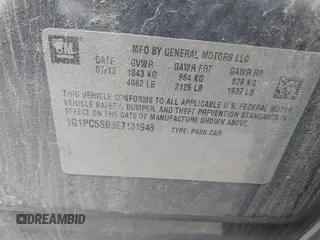 GM
MFD BY GENERAL MOTORS LLC
DATE GVWR GAWR FRT GAWR RR
07/13 1843 KG 964 KG 879 KG
4062 LB 2125 LB 1937 LB
THIS VEHICLE CONFORMS TO ALL APPLICABLE U.S.
FEDERAL MOTOR VEHICLE SAFETY, BUMPER, AND
THEFT PREVENTION STANDARDS IN EFFECT ON THE
DATE OF MANUFACTURE SHOWN ABOVE.
1G1PC5SB3E7131948 TYPE: PASS CAR
DREAMBID